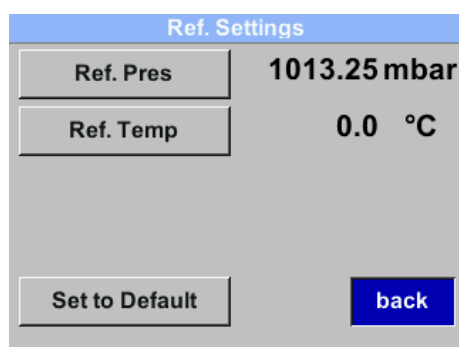 Ref. Settings
Ref. Pres 1013.25 mbar
Ref. Temp 0.0 °C
Set to Default back